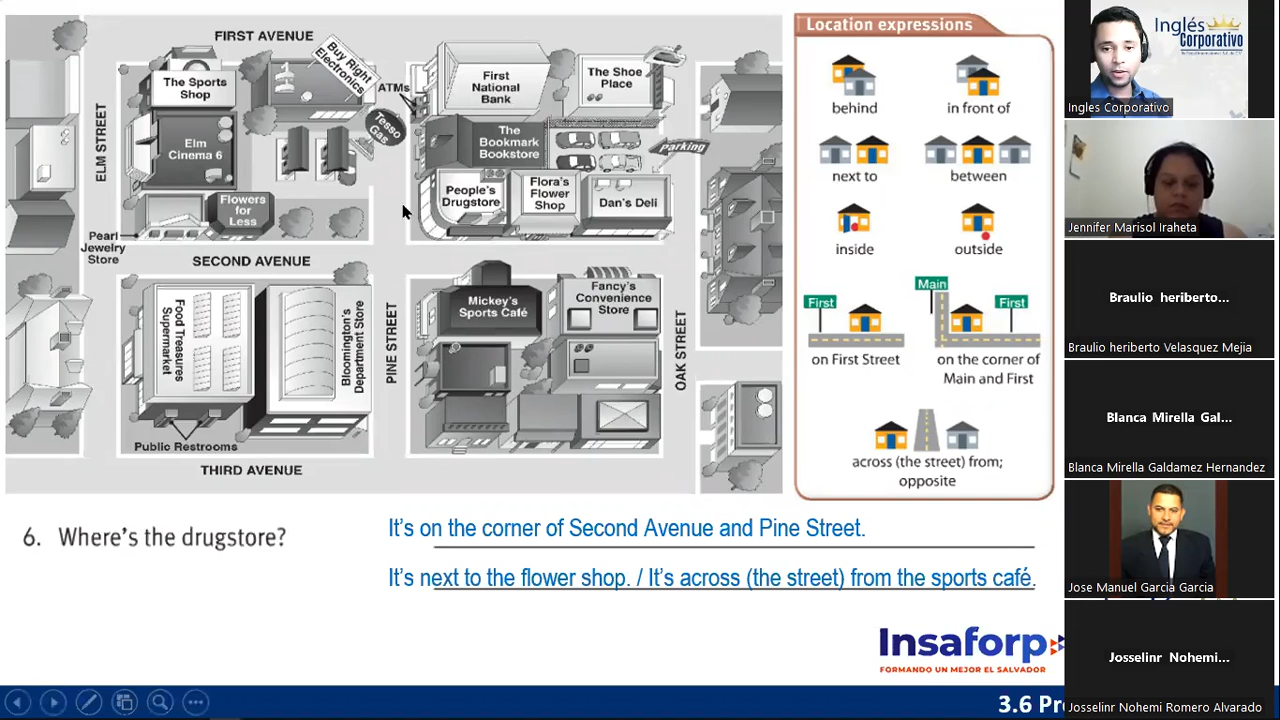 FIRST AVENUE
Buy Right
Electronics
The Sports
Shop
ATMs
First
National
Bank
The Shoe
Place
ELM STREET
Elm
Cinema 6
Tesso
Gas
The
Bookmark
Bookstore
Parking
Flowers
for
Less
People's
Drugstore
Flora's
Flower
Shop
Dan's Deli
Pearl
Jewelry
Store
SECOND AVENUE
Food Treasures
Supermarket
Bloomington's
Department Store
PINE STREET
Mickey's
Sports Café
Fancy's
Convenience
Store
OAK STREET
Public Restrooms
THIRD AVENUE
Location expressions
behind
in front of
next to
between
inside
outside
First
Main
First
on First Street
on the corner of
Main and First
across (the street) from;
opposite
6. Where's the drugstore?
It's on the corner of Second Avenue and Pine Street.
It's next to the flower shop. / It's across (the street) from the sports café.
Insaforp
FORMANDO UN MEJOR EL SALVADOR
3.6 Pr
Inglés
Corporativo
Ingles Corporativo
Jennifer Marisol Iraheta
Braulio heriberto...
Braulio heriberto Velasquez Mejia
Blanca Mirella Gal...
Blanca Mirella Galdamez Hernandez
Jose Manuel Garcia Garcia
Josselinr Nohemi...
Josselinr Nohemi Romero Alvarado